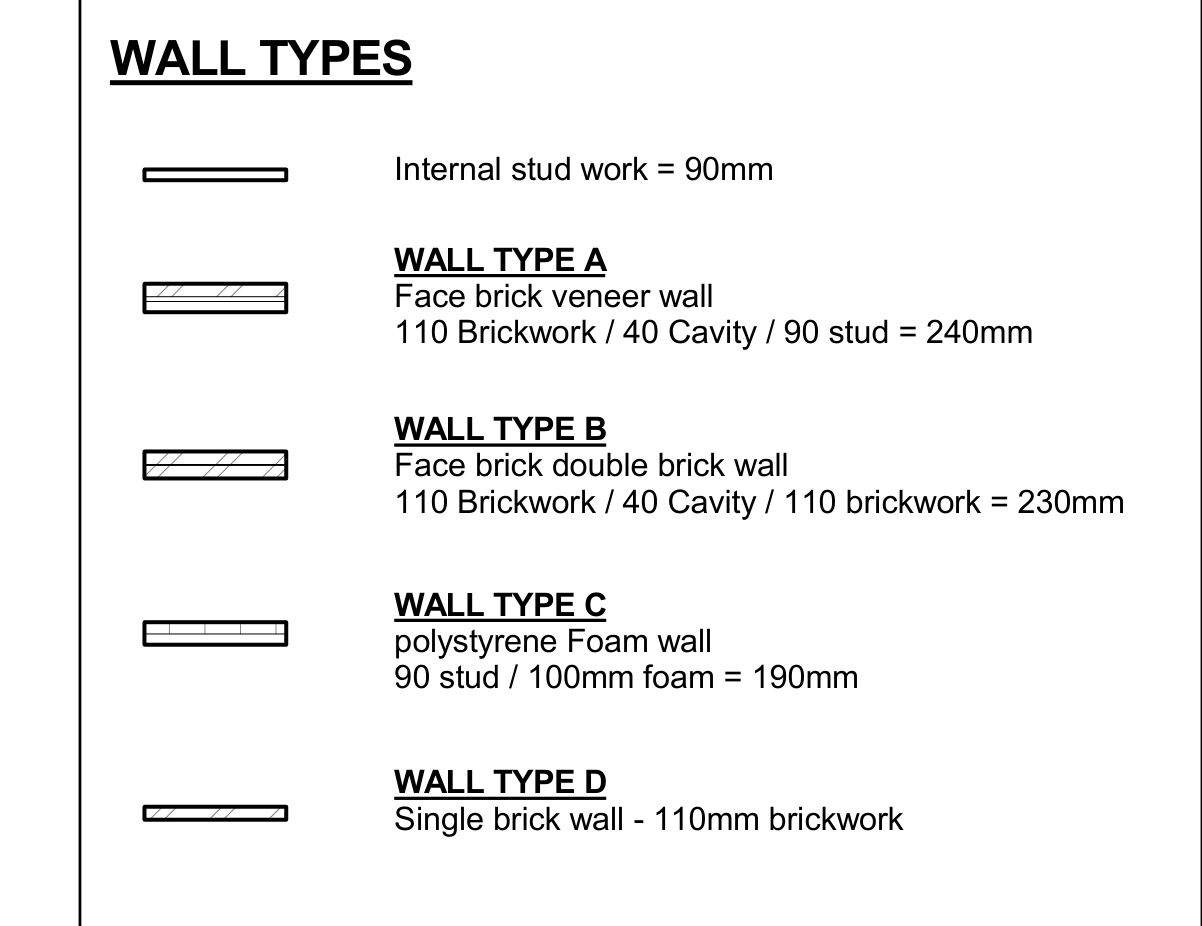 WALL TYPES
Internal stud work = 90mm
WALL TYPE A
Face brick veneer wall
110 Brickwork / 40 Cavity / 90 stud = 240mm
WALL TYPE B
Face brick double brick wall
110 Brickwork / 40 Cavity / 110 brickwork = 230mm
WALL TYPE C
polystyrene Foam wall
90 stud / 100mm foam = 190mm
WALL TYPE D
Single brick wall - 110mm brickwork